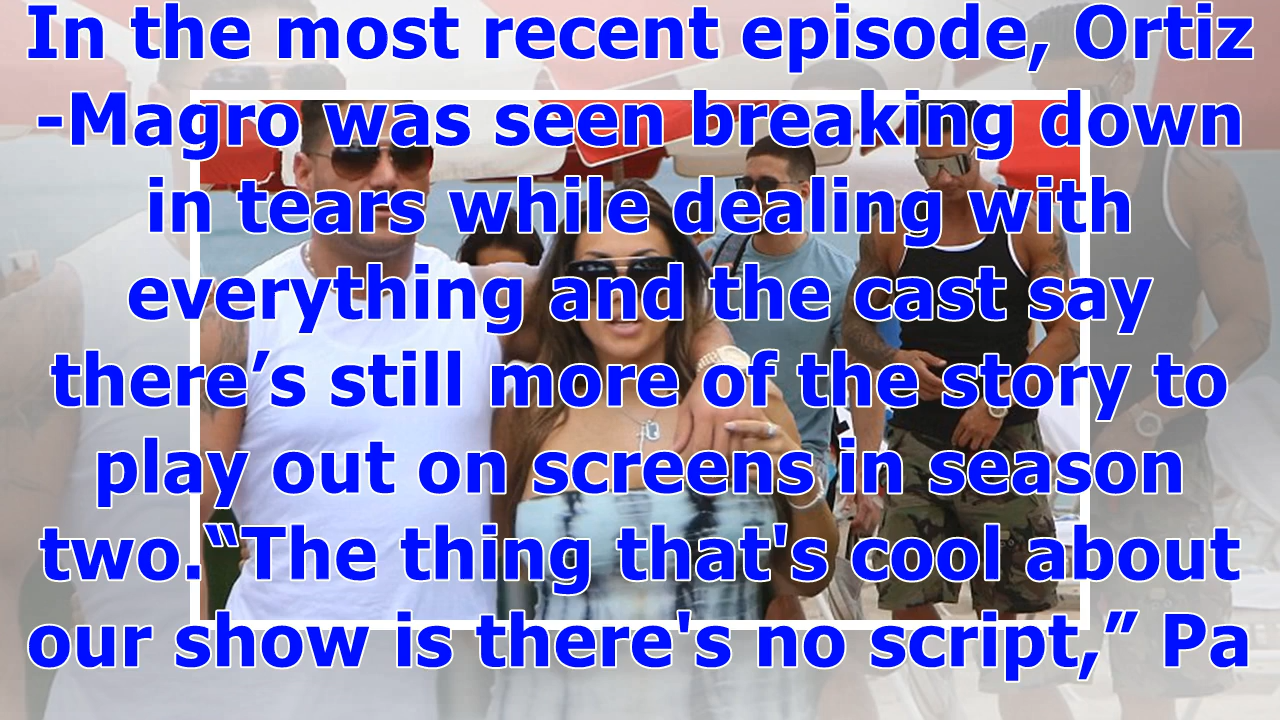 In the most recent episode, Ortiz
-Magro was seen breaking down
in tears while dealing with
everything and the cast say
there’s still more of the story to
play out on screens in season
two.“The thing that's cool about
our show is there's no script,” Pa